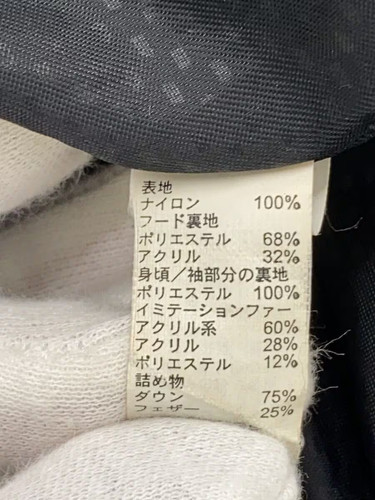 表地
ナイロン 100%
フード裏地
ポリエステル 68%
アクリル 32%
身頃／袖部分の裏地
ポリエステル 100%
イミテーションファー
アクリル系 60%
アクリル 28%
ポリエステル 12%
詰め物
ダウン 75%
フェザー 25%